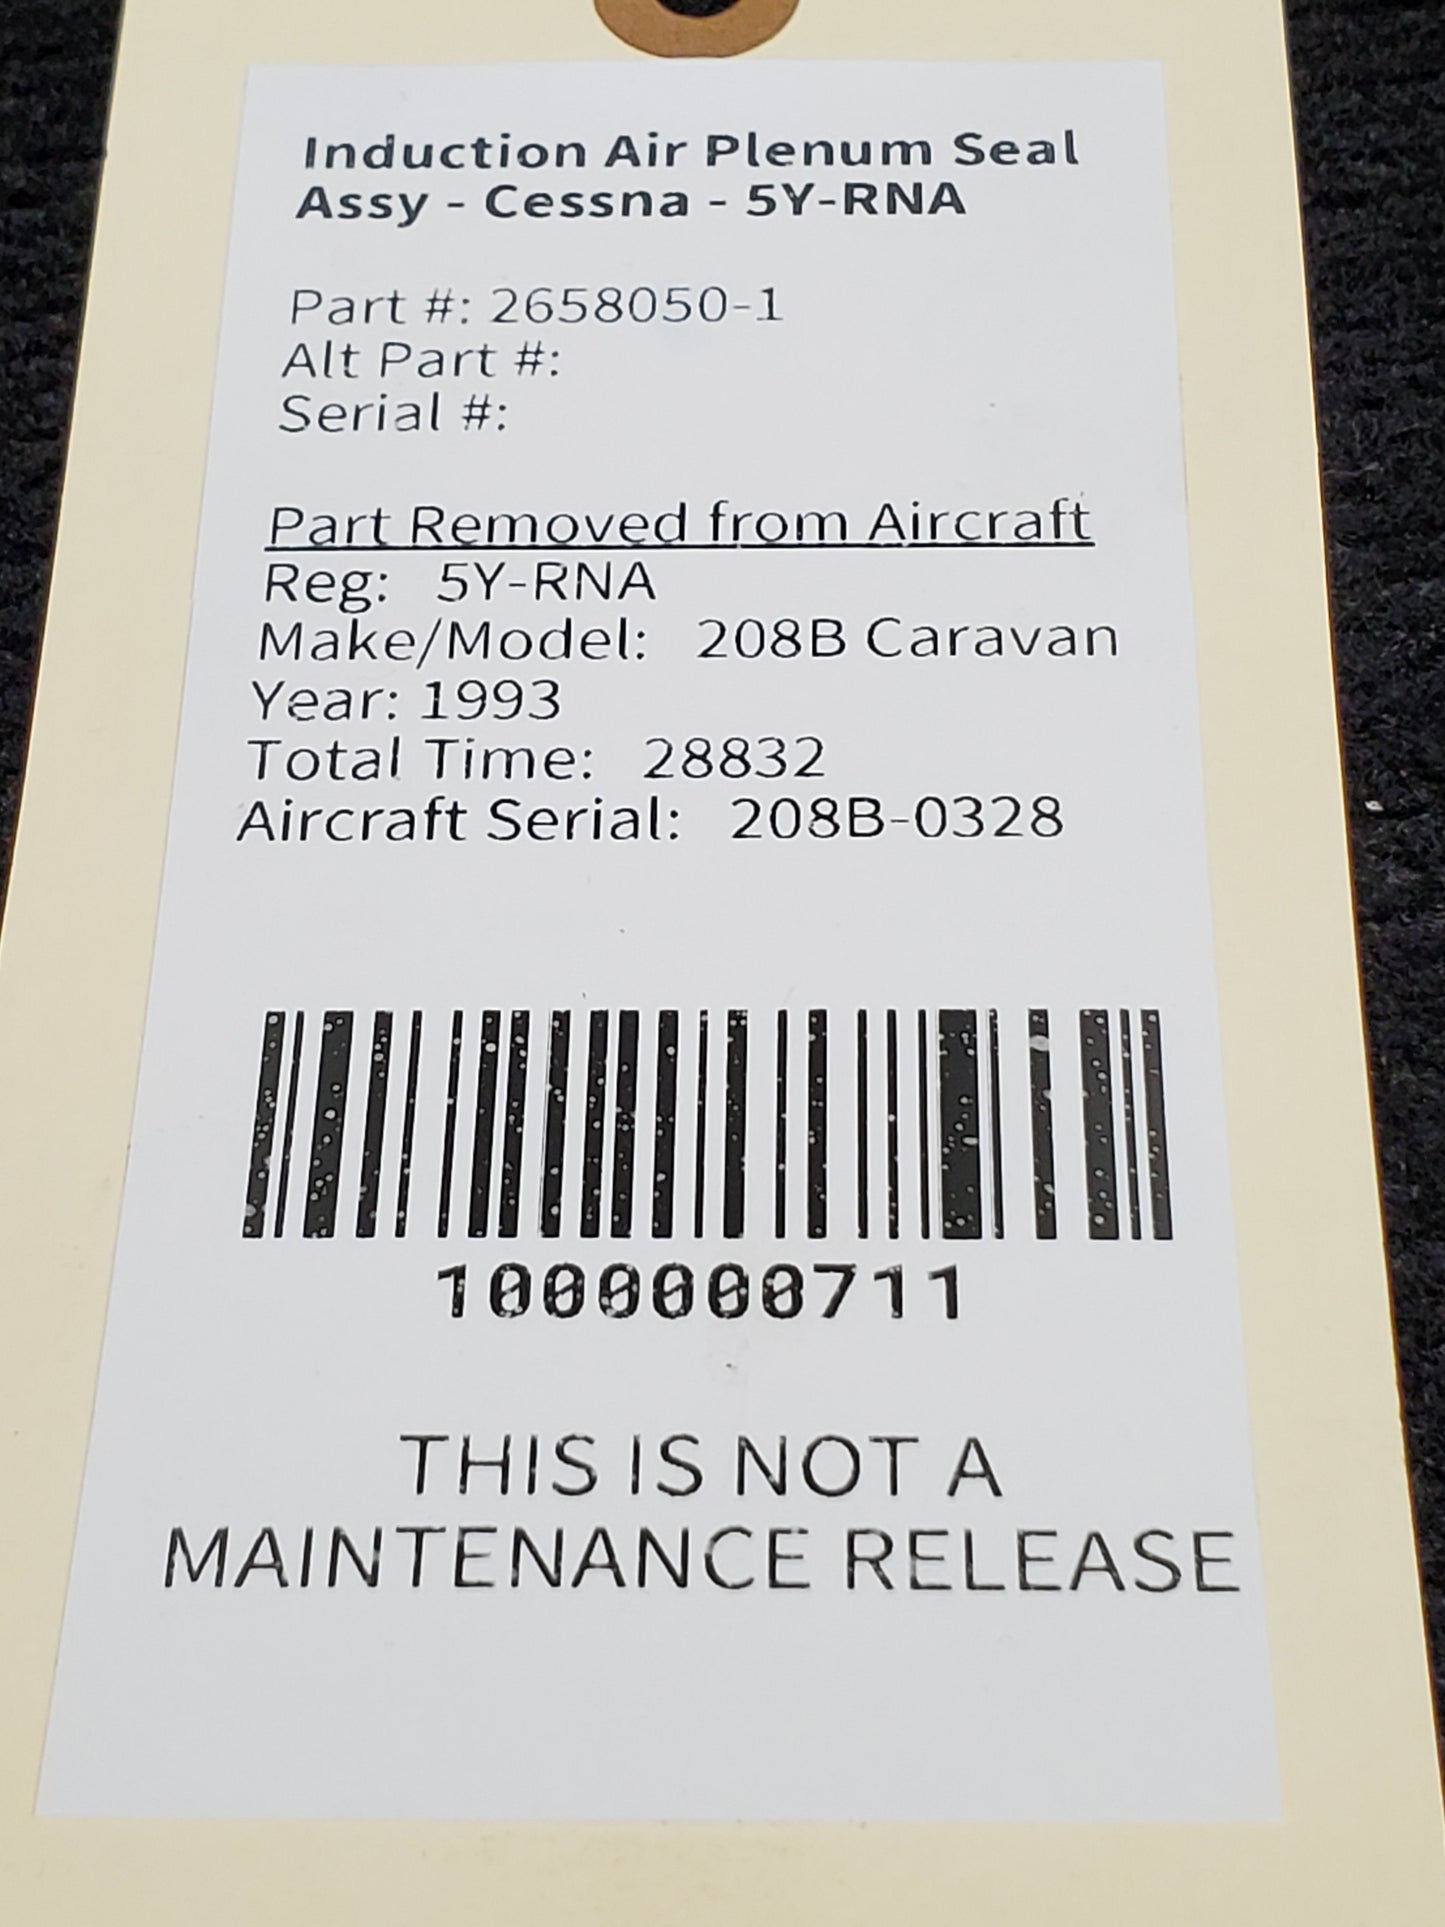 Induction Air Plenum Seal
Assy - Cessna - 5Y-RNA
Part #: 2658050-1
Alt Part #:
Serial #:
Part Removed from Aircraft
Reg: 5Y-RNA
Make/Model: 208B Caravan
Year: 1993
Total Time: 28832
Aircraft Serial: 208B-0328
1000000711
THIS IS NOT A
MAINTENANCE RELEASE